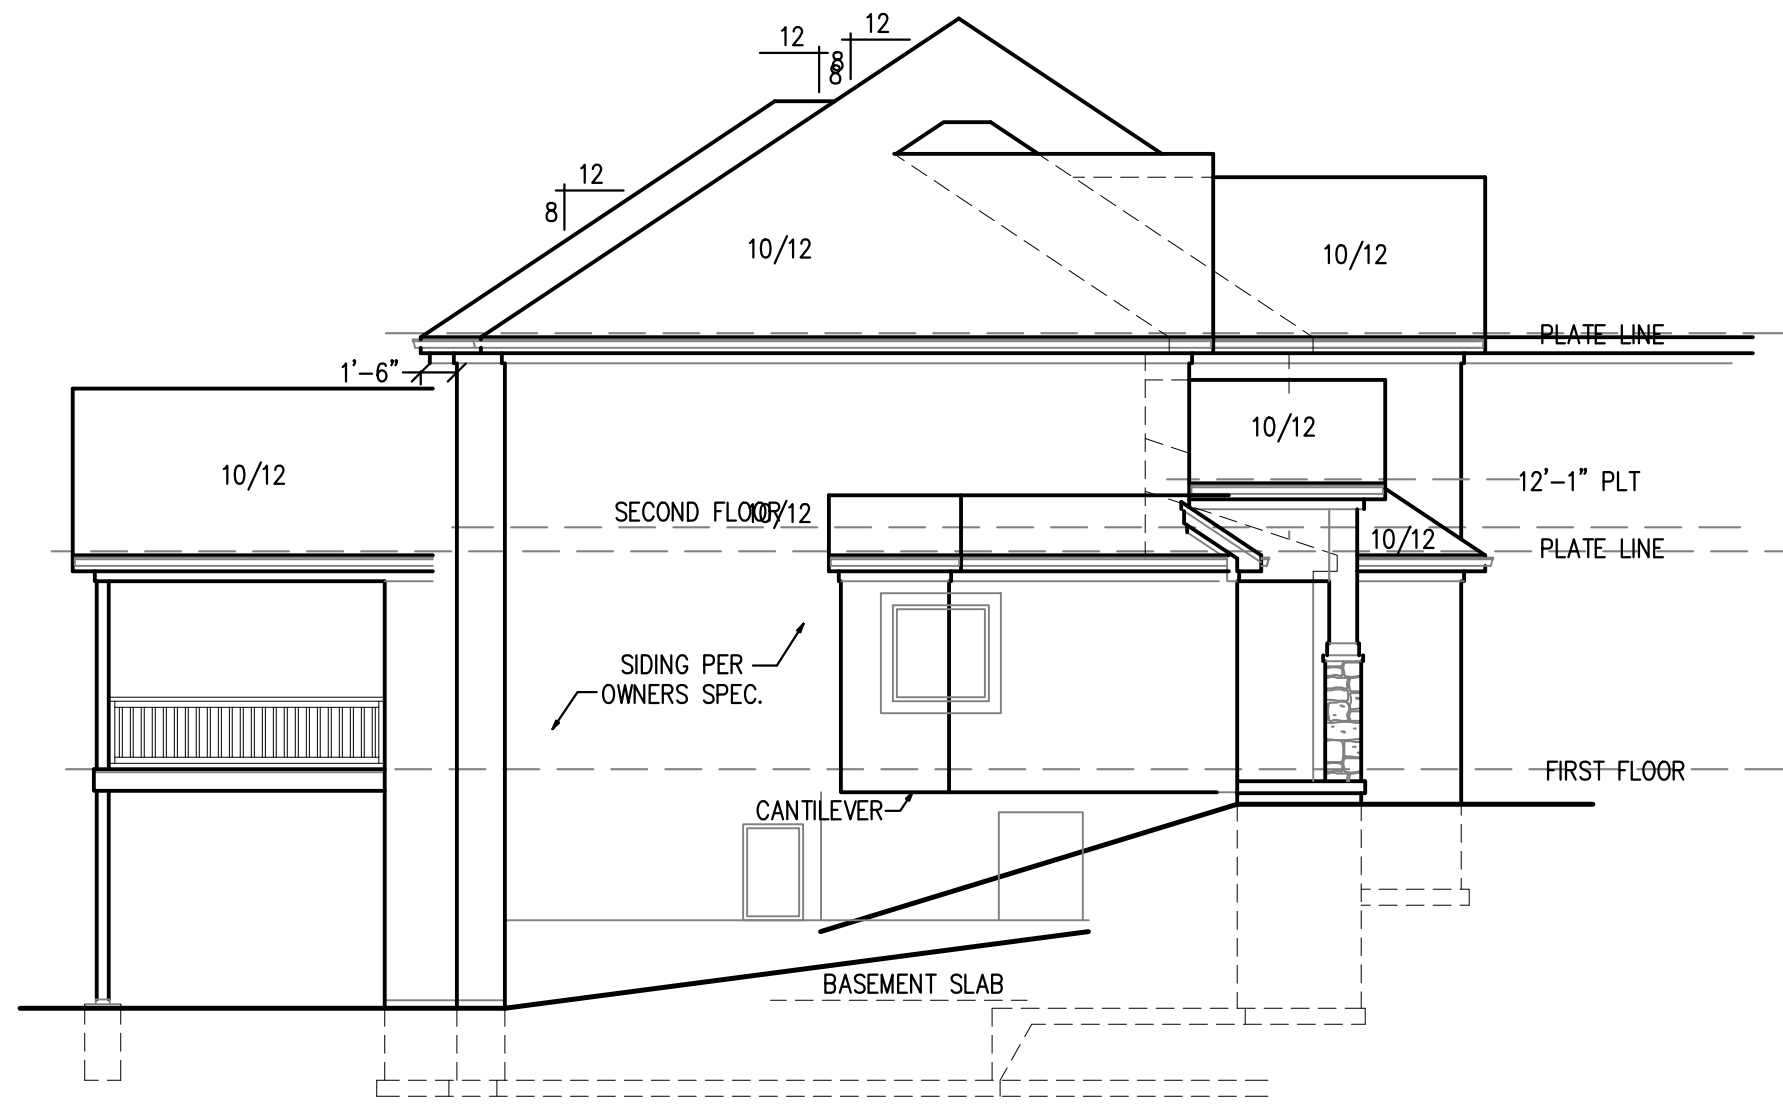 12
12
8
8
12
8
10/12
10/12
PLATE LINE
1'-6"
10/12
10/12
12'-1" PLT
SECOND FLOOR
10/12
10/12
PLATE LINE
SIDING PER
OWNERS SPEC.
FIRST FLOOR
CANTILEVER
BASEMENT SLAB